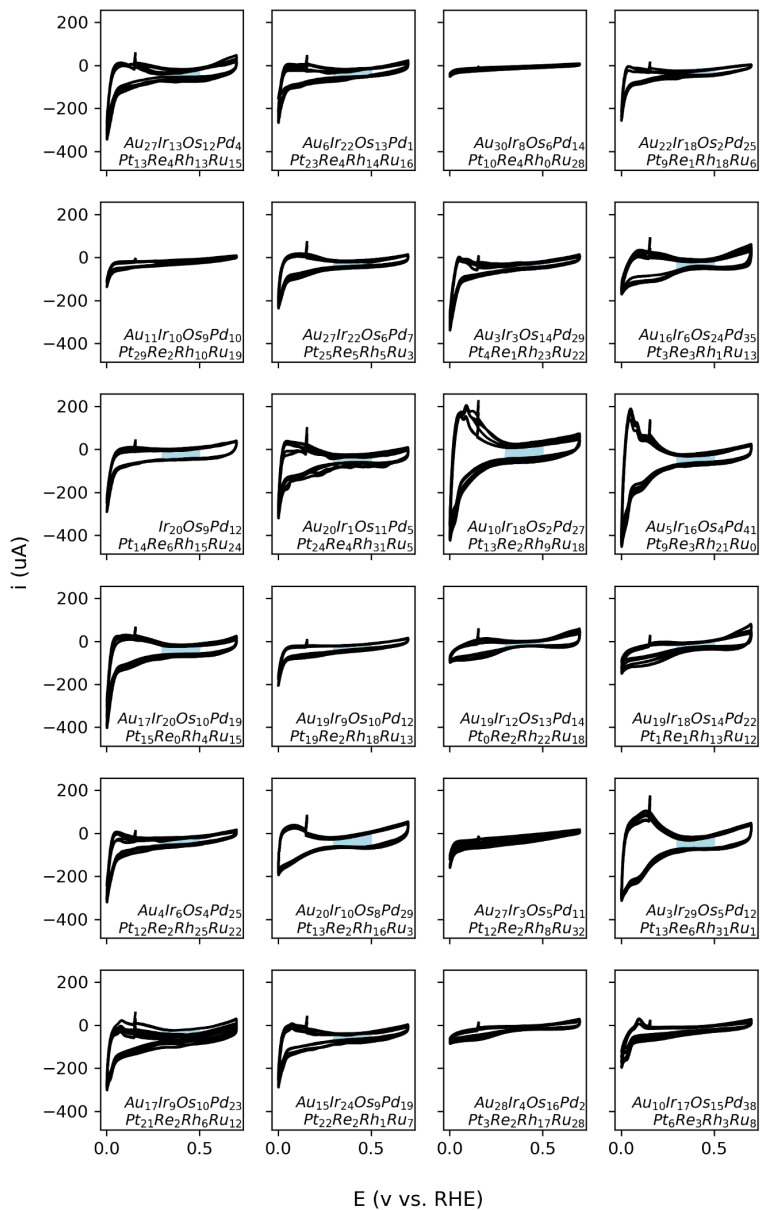 200
0
−200
−400
Au27Ir13Os12Pd4
Pt13Re4Rh13Ru15
Au6Ir22Os13Pd1
Pt23Re4Rh14Ru16
Au30Ir8Os6Pd14
Pt10Re4Rh0Ru28
Au22Ir18Os2Pd25
Pt9Re1Rh18Ru6
200
0
−200
−400
Au11Ir10Os9Pd10
Pt29Re2Rh10Ru19
Au27Ir22Os6Pd7
Pt25Re5Rh5Ru3
Au3Ir3Os14Pd29
Pt4Re1Rh23Ru22
Au16Ir6Os24Pd35
Pt3Re3Rh1Ru13
200
0
−200
−400
Ir20Os9Pd12
Pt14Re6Rh15Ru24
Au20Ir1Os11Pd5
Pt24Re4Rh31Ru5
Au10Ir18Os2Pd27
Pt13Re2Rh9Ru18
Au5Ir16Os4Pd41
Pt9Re3Rh21Ru0
i (uA)
200
0
−200
−400
Au17Ir20Os10Pd19
Pt15Re0Rh4Ru15
Au19Ir9Os10Pd12
Pt19Re2Rh18Ru13
Au19Ir12Os13Pd14
Pt0Re2Rh22Ru18
Au19Ir18Os14Pd22
Pt1Re1Rh13Ru12
200
0
−200
−400
Au4Ir6Os4Pd25
Pt12Re2Rh25Ru22
Au20Ir10Os8Pd29
Pt13Re2Rh16Ru3
Au27Ir3Os5Pd11
Pt12Re2Rh8Ru32
Au3Ir29Os5Pd12
Pt13Re6Rh31Ru1
200
0
−200
−400
Au17Ir9Os10Pd23
Pt21Re2Rh6Ru12
Au15Ir24Os9Pd19
Pt22Re2Rh1Ru7
Au28Ir4Os16Pd2
Pt3Re2Rh17Ru28
Au10Ir17Os15Pd38
Pt6Re3Rh3Ru8
0.0 0.5 0.0 0.5 0.0 0.5 0.0 0.5
E (v vs. RHE)